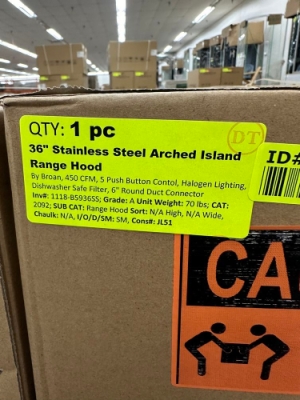 QTY: 1 pc
DT
36" Stainless Steel Arched Island
Range Hood
By Broan, 450 CFM, 5 Push Button Contol, Halogen Lighting,
Dishwasher Safe Filter, 6" Round Duct Connector
Inv#: 1118-B59365S; Grade: A Unit Weight: 70 lbs; CAT:
2092; SUB CAT: Range Hood Sort: N/A High, N/A Wide,
Chaulk: N/A, I/O/D/SM: SM, Cons#: JL51
ID#
CA